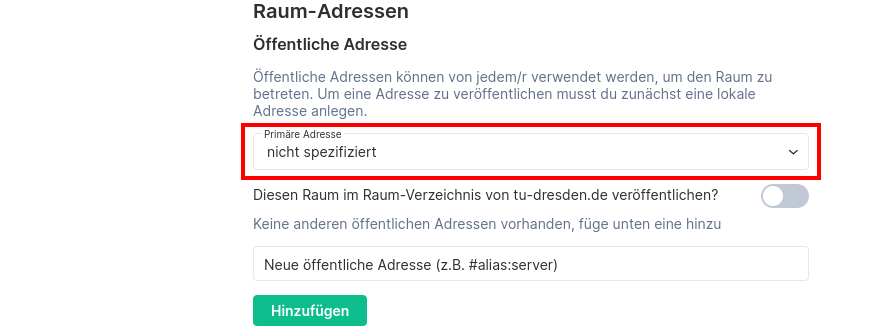 Raum-Adressen
Öffentliche Adresse
Öffentliche Adressen können von jedem/r verwendet werden, um den Raum zu
betreten. Um eine Adresse zu veröffentlichen musst du zunächst eine lokale
Adresse anlegen.
Primäre Adresse
nicht spezifiziert
Diesen Raum im Raum-Verzeichnis von tu-dresden.de veröffentlichen?
Keine anderen öffentlichen Adressen vorhanden, füge unten eine hinzu
Neue öffentliche Adresse (z.B. #alias:server)
Hinzufügen